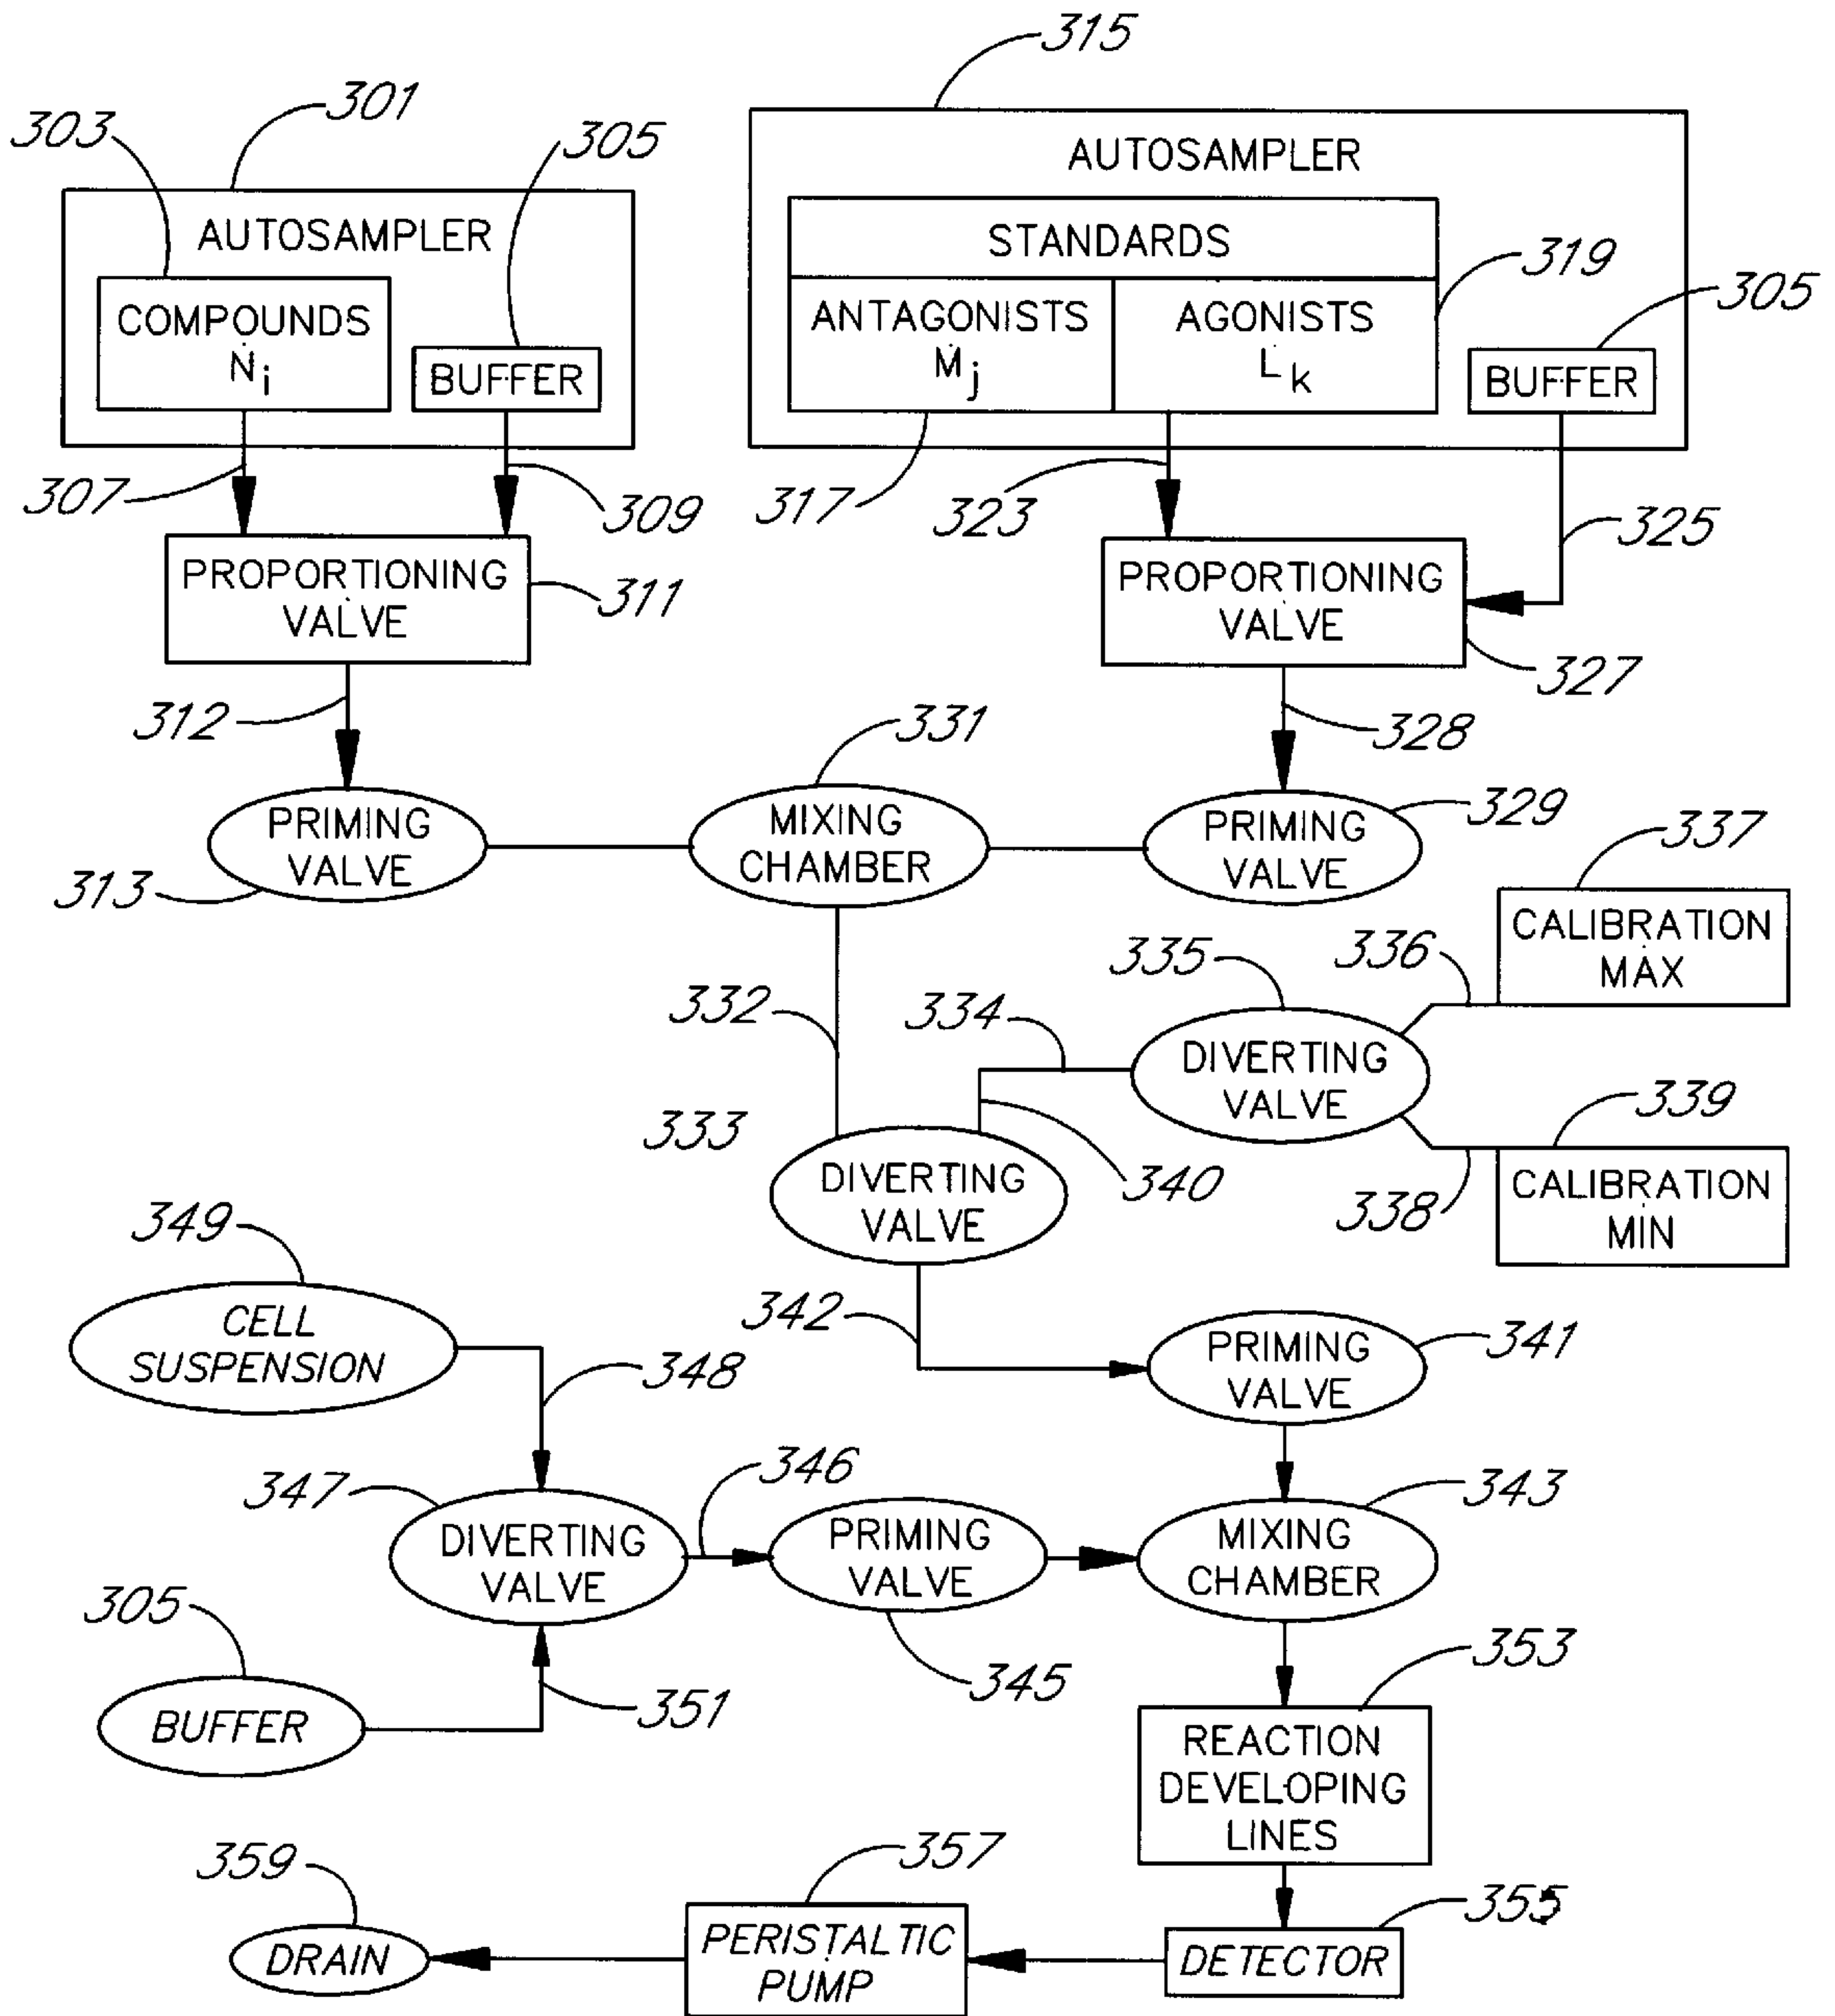 315
301
303
305
AUTOSAMPLER
AUTOSAMPLER
STANDARDS
319
COMPOUNDS
Ni
BUFFER
ANTAGONISTS
Mj
AGONISTS
Lk
305
BUFFER
307
309
317
323
325
PROPORTIONING
VALVE
311
PROPORTIONING
VALVE
327
312
331
328
PRIMING
VALVE
313
MIXING
CHAMBER
PRIMING
VALVE
329
337
CALIBRATION
MAX
335
336
332
334
DIVERTING
VALVE
333
340
339
338
CALIBRATION
MIN
DIVERTING
VALVE
349
CELL
SUSPENSION
342
PRIMING
VALVE
341
348
347
346
343
DIVERTING
VALVE
PRIMING
VALVE
MIXING
CHAMBER
305
BUFFER
351
345
353
REACTION
DEVELOPING
LINES
359
357
355
DRAIN
PERISTALTIC
PUMP
DETECTOR